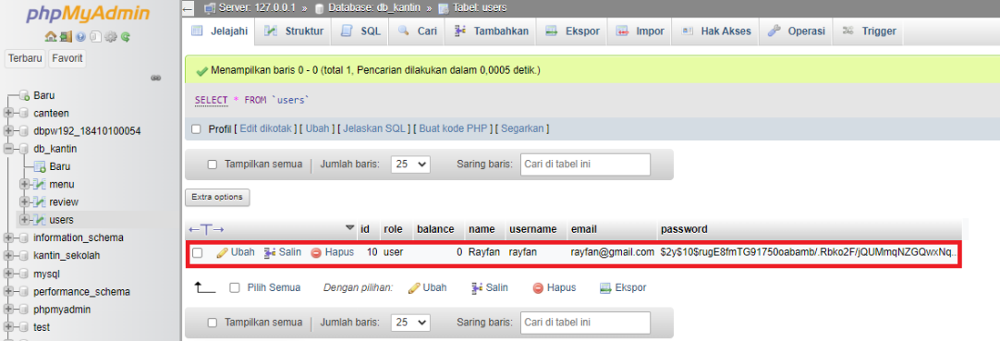 phpMyAdmin
Terbaru Favorit
Baru
canteen
dbpw192_18410100054
db_kantin
Baru
menu
review
users
information_schema
kantin_sekolah
mysql
performance_schema
phpmyadmin
test
Server: 127.0.0.1 » Database: db_kantin » Tabel: users
Jelajahi Struktur SQL Cari Tambahkan Ekspor Impor Hak Akses Operasi Trigger
Menampilkan baris 0 - 0 (total 1, Pencarian dilakukan dalam 0,0005 detik.)
SELECT * FROM `users`
Profil [ Edit dikotak ] [ Ubah ] [ Jelaskan SQL ] [ Buat kode PHP ] [ Segarkan ]
Tampilkan semua Jumlah baris: 25 Saring baris: Cari di tabel ini
Extra options
←T→ id role balance name username email password
Ubah Salin Hapus 10 user 0 Rayfan rayfan rayfan@gmail.com $2y$10$rugE8fmTG91750oabamb/.Rbko2F/jQUMmqNZGQwxNq...
Pilih Semua Dengan pilihan: Ubah Salin Hapus Ekspor
Tampilkan semua Jumlah baris: 25 Saring baris: Cari di tabel ini